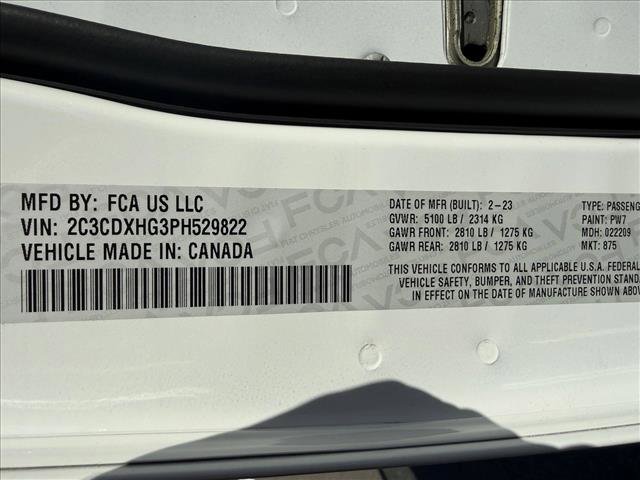 MFD BY: FCA US LLC
VIN: 2C3CDXHG3PH529822
VEHICLE MADE IN: CANADA
DATE OF MFR (BUILT): 2-23
GVWR: 5100 LB / 2314 KG
GAWR FRONT: 2810 LB / 1275 KG
GAWR REAR: 2810 LB / 1275 KG
TYPE: PASSENG
PAINT: PW7
MDH: 022209
MKT: 875
THIS VEHICLE CONFORMS TO ALL APPLICABLE U.S.A. FEDERAL
VEHICLE SAFETY, BUMPER, AND THEFT PREVENTION STANDA
IN EFFECT ON THE DATE OF MANUFACTURE SHOWN ABOV